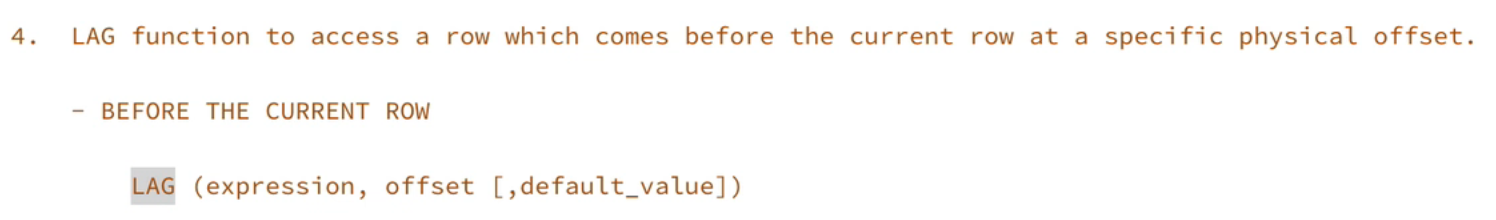 4. LAG function to access a row which comes before the current row at a specific physical offset.
- BEFORE THE CURRENT ROW
LAG (expression, offset [,default_value])